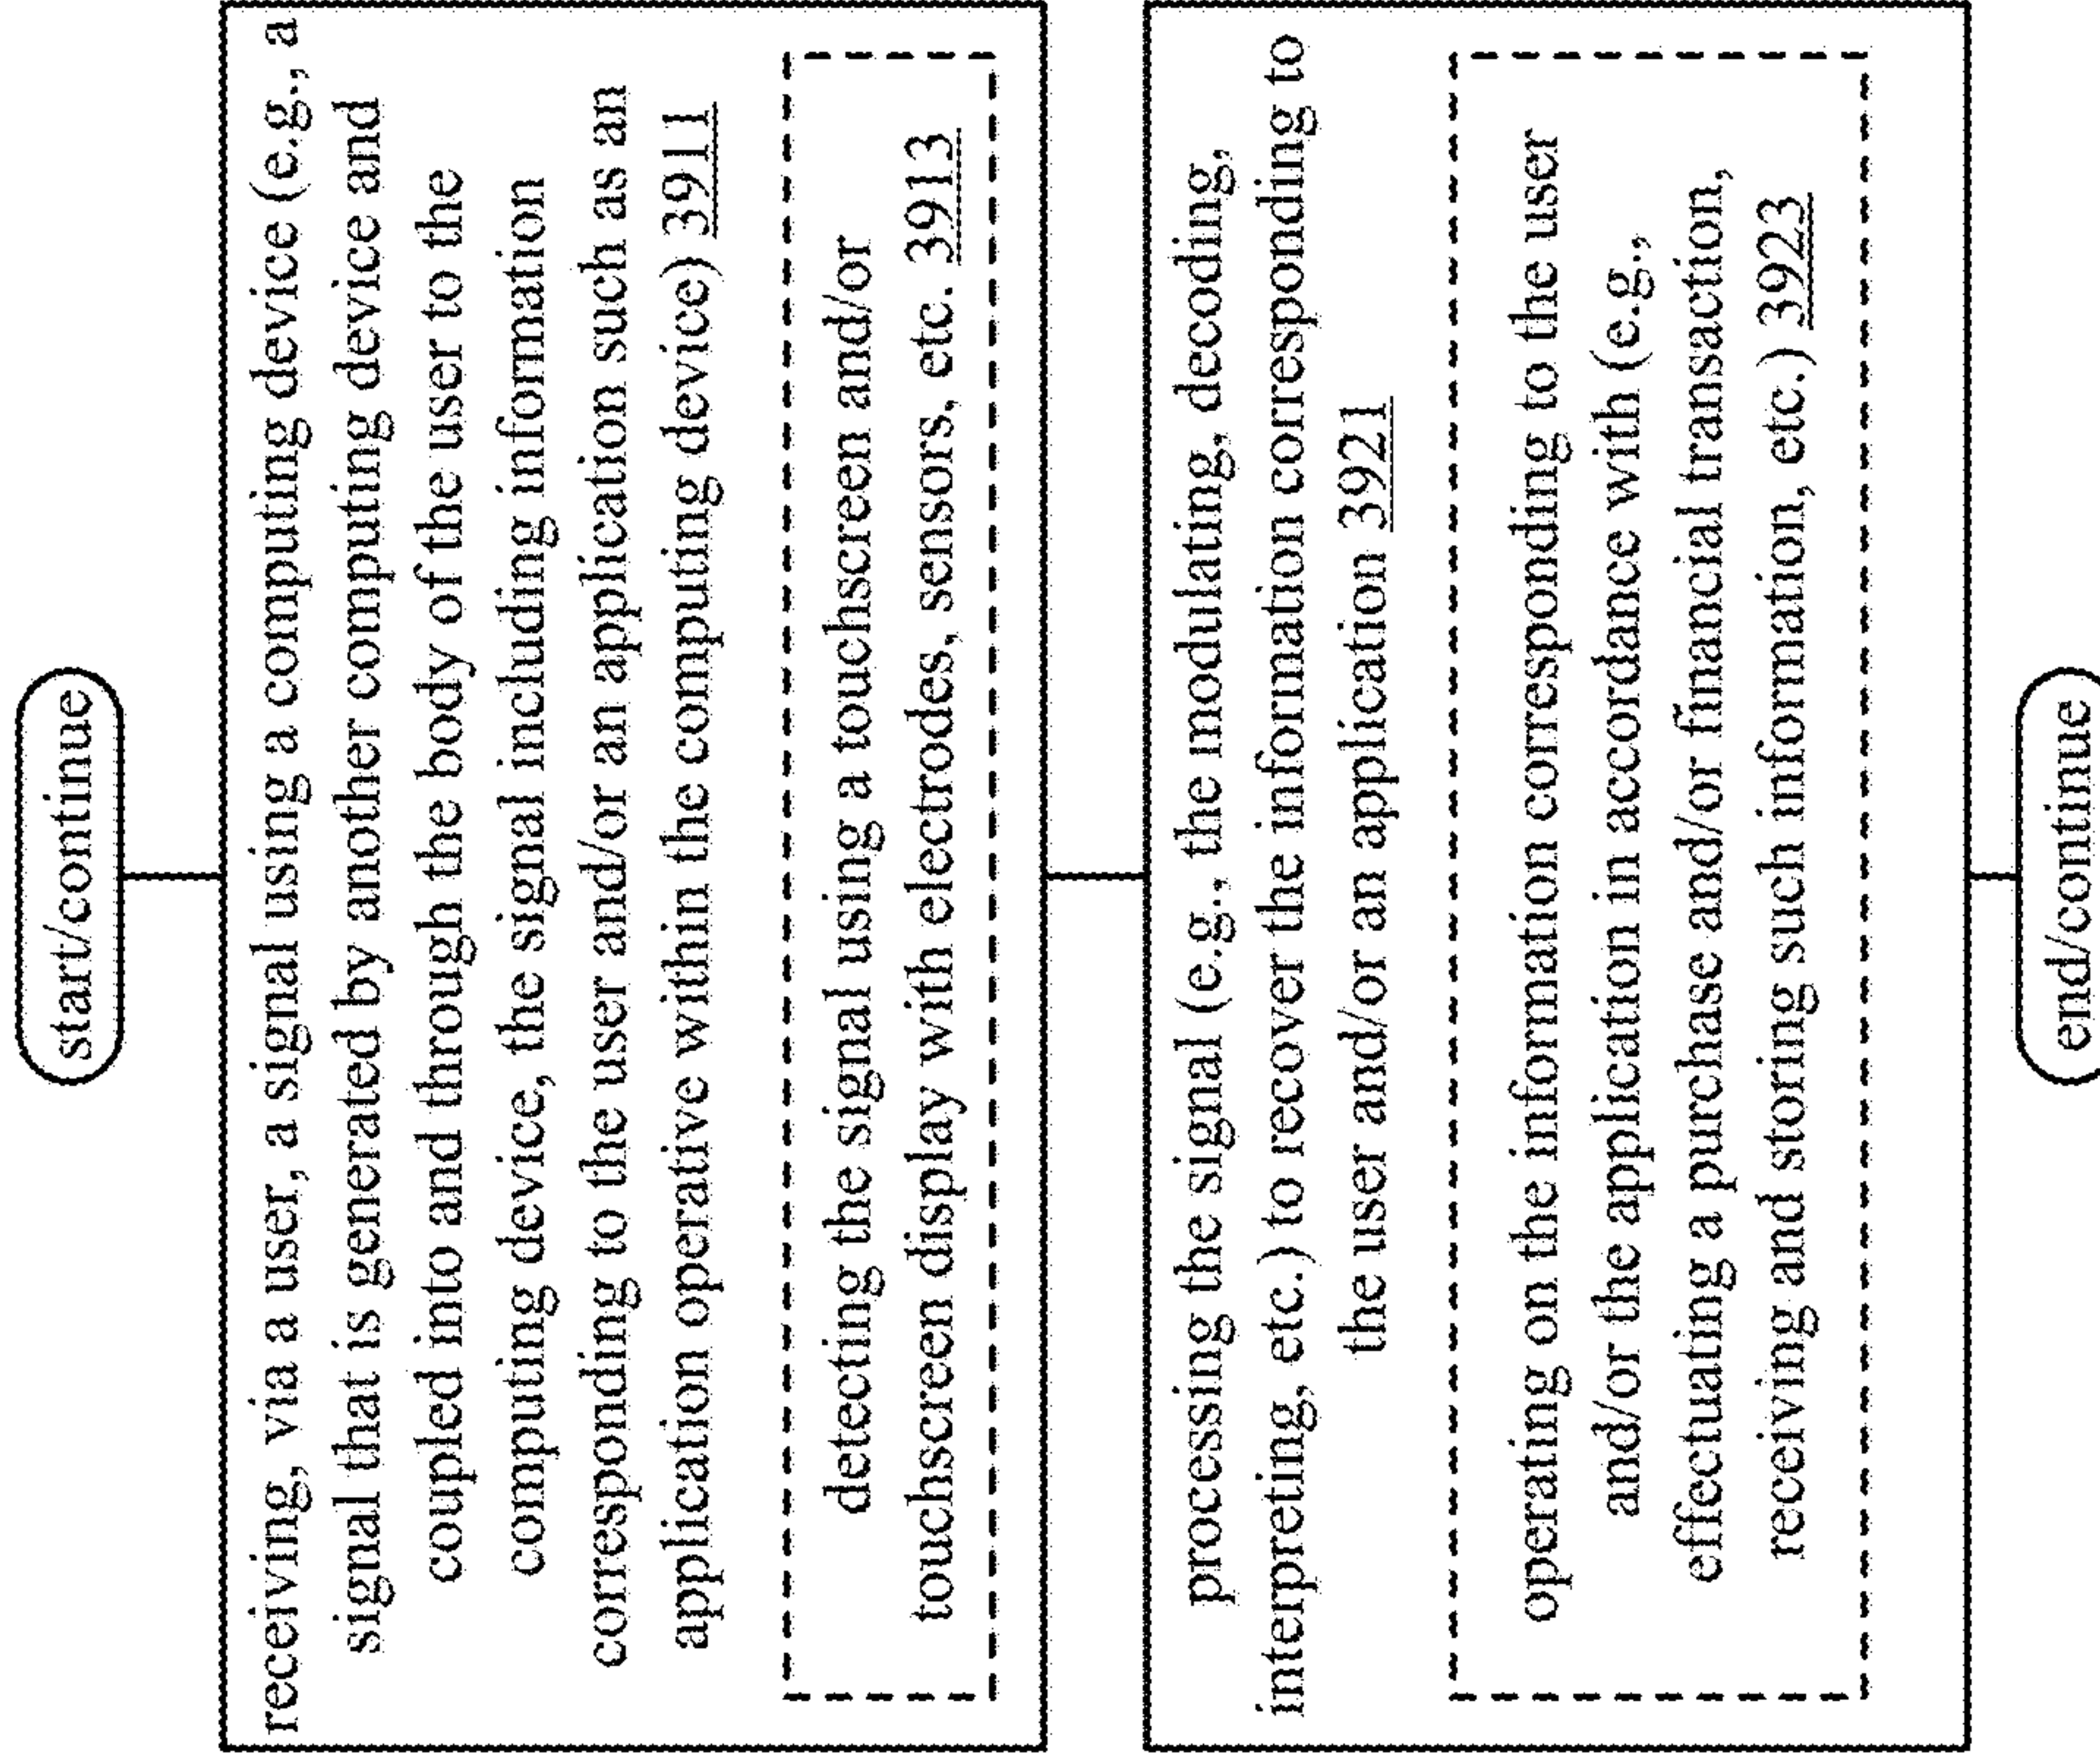 start/continue
receiving, via a user, a signal using a computing device (e.g., a
signal that is generated by another computing device and
coupled into and through the body of the user to the
computing device, the signal including information
corresponding to the user and/or an application such as an
application operative within the computing device) 3911
detecting the signal using a touchscreen and/or
touchscreen display with electrodes, sensors, etc. 3913
processing the signal (e.g., the modulating, decoding,
interpreting, etc.) to recover the information corresponding to
the user and/or an application 3921
operating on the information corresponding to the user
and/or the application in accordance with (e.g.,
effectuating a purchase and/or financial transaction,
receiving and storing such information, etc.) 3923
end/continue